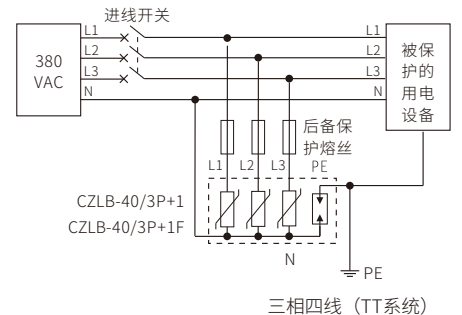 进线开关
L1
L2
L3
N
380
VAC
L1
L2
L3
N
被保
护的
用电
设备
后备保
护熔丝
L1
L2
L3
PE
CZLB-40/3P+1
CZLB-40/3P+1F
N
PE
三相四线（TT系统）